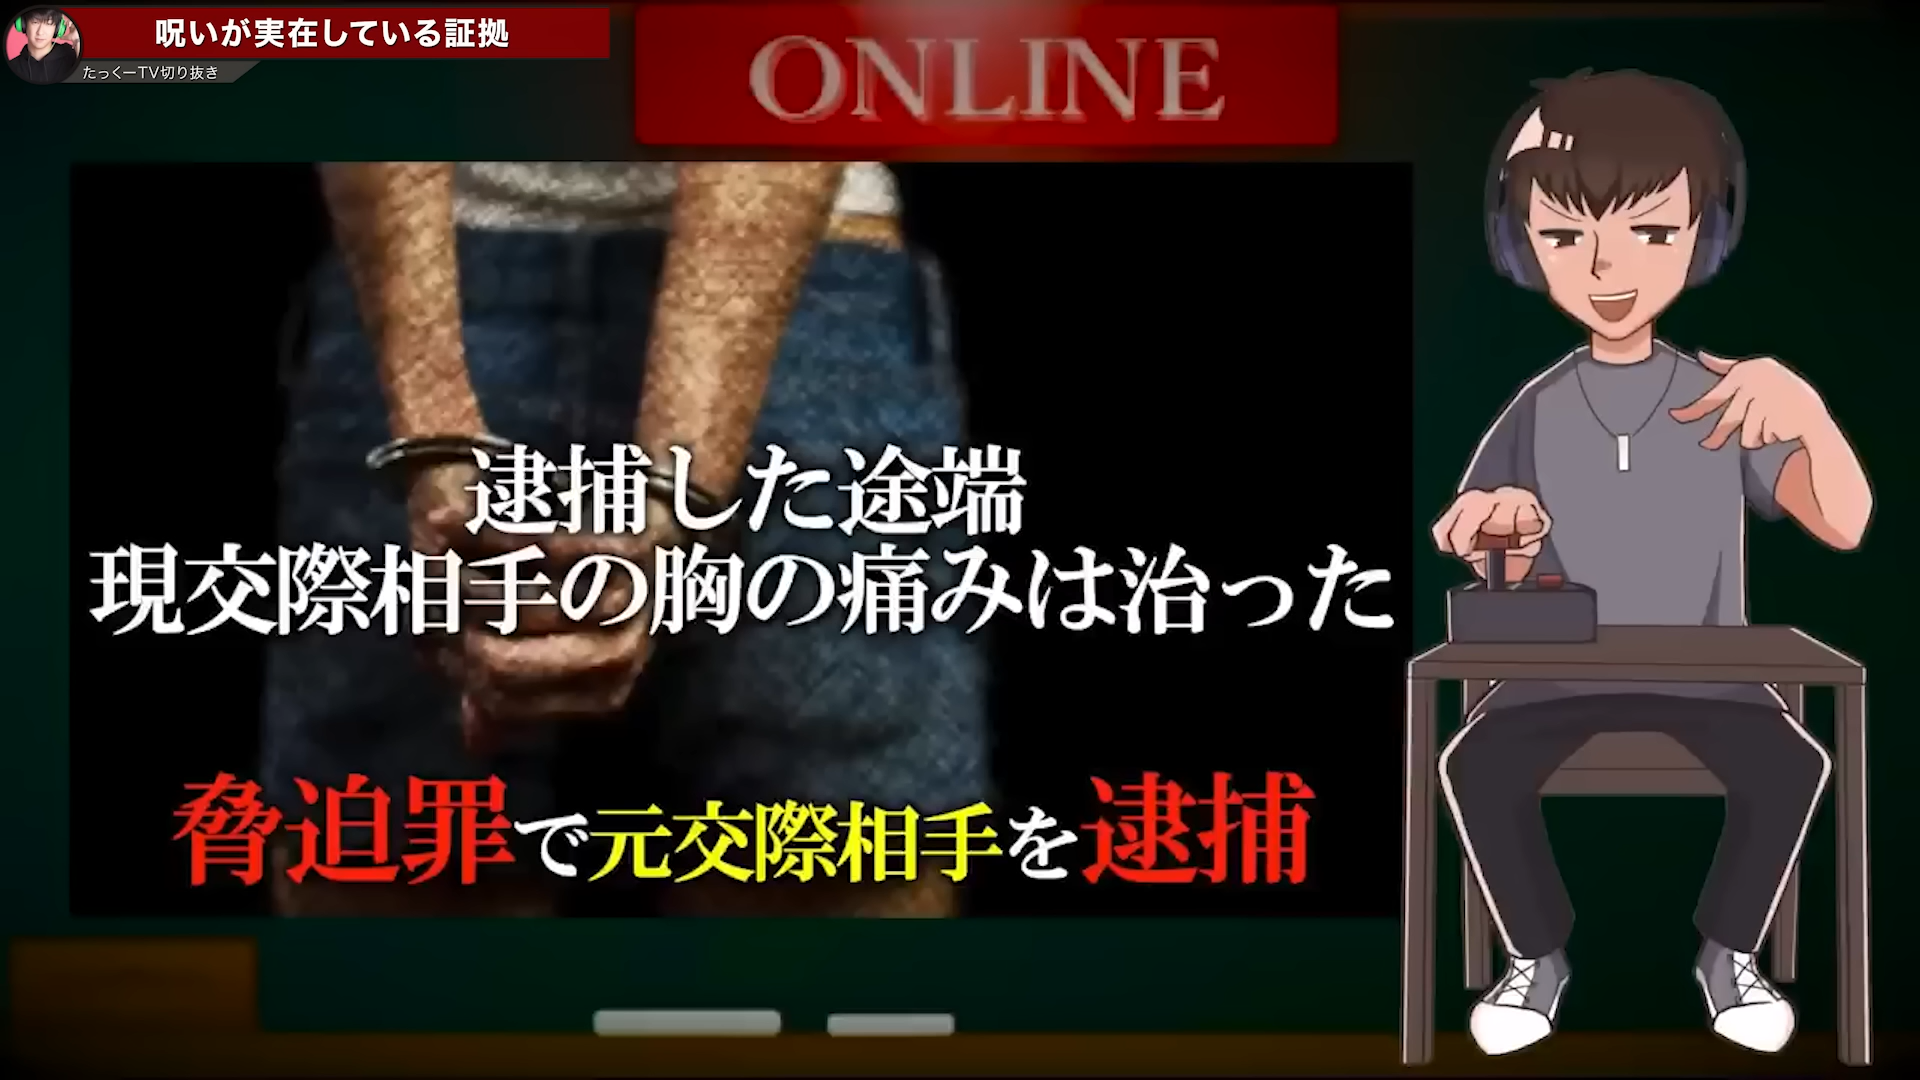 呪いが実在している証拠
たっくーTV切り抜き
ONLINE
逮捕した途端
現交際相手の胸の痛みは治った
脅迫罪で元交際相手を逮捕